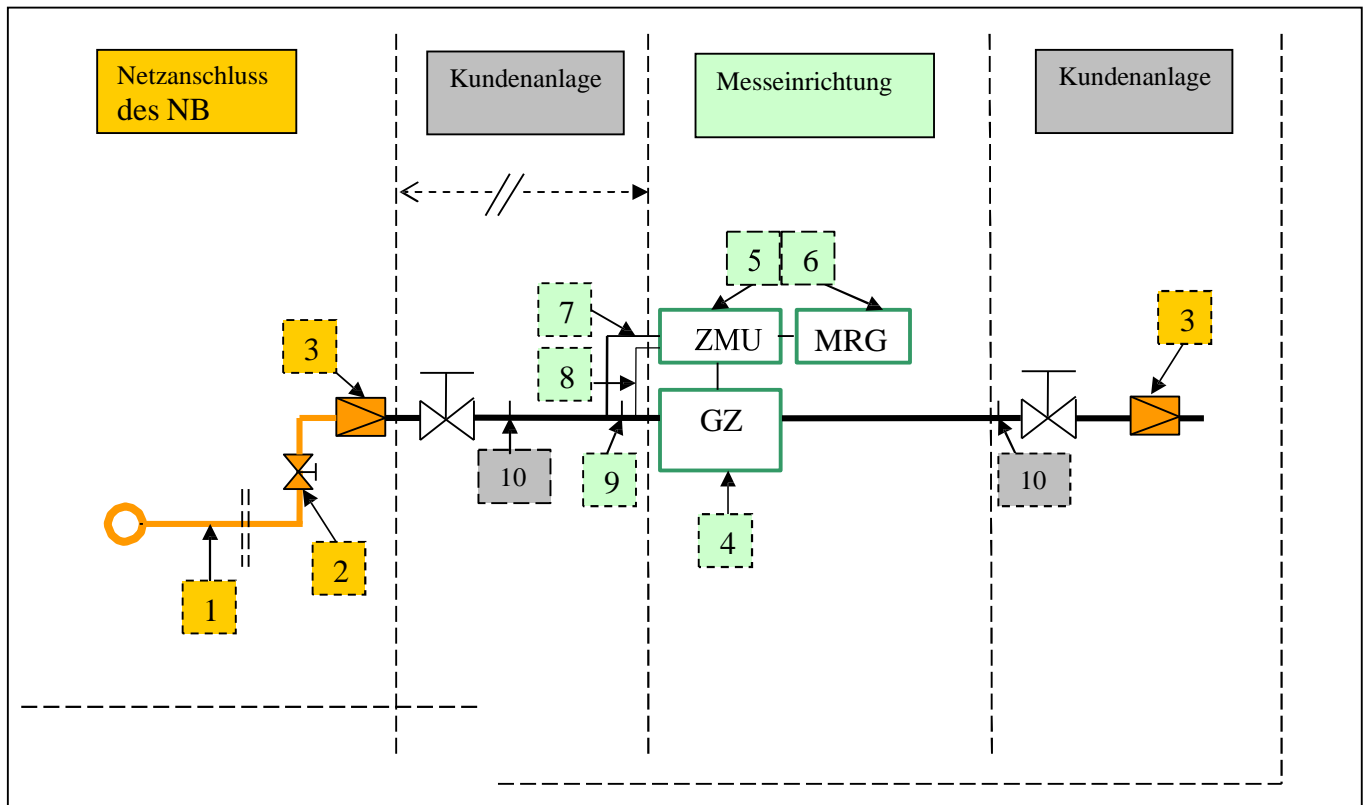 Netzanschluss
des NB
Kundenanlage
Messeinrichtung
Kundenanlage
5
6
7
3
ZMU
MRG
3
8
GZ
10
9
10
4
2
1